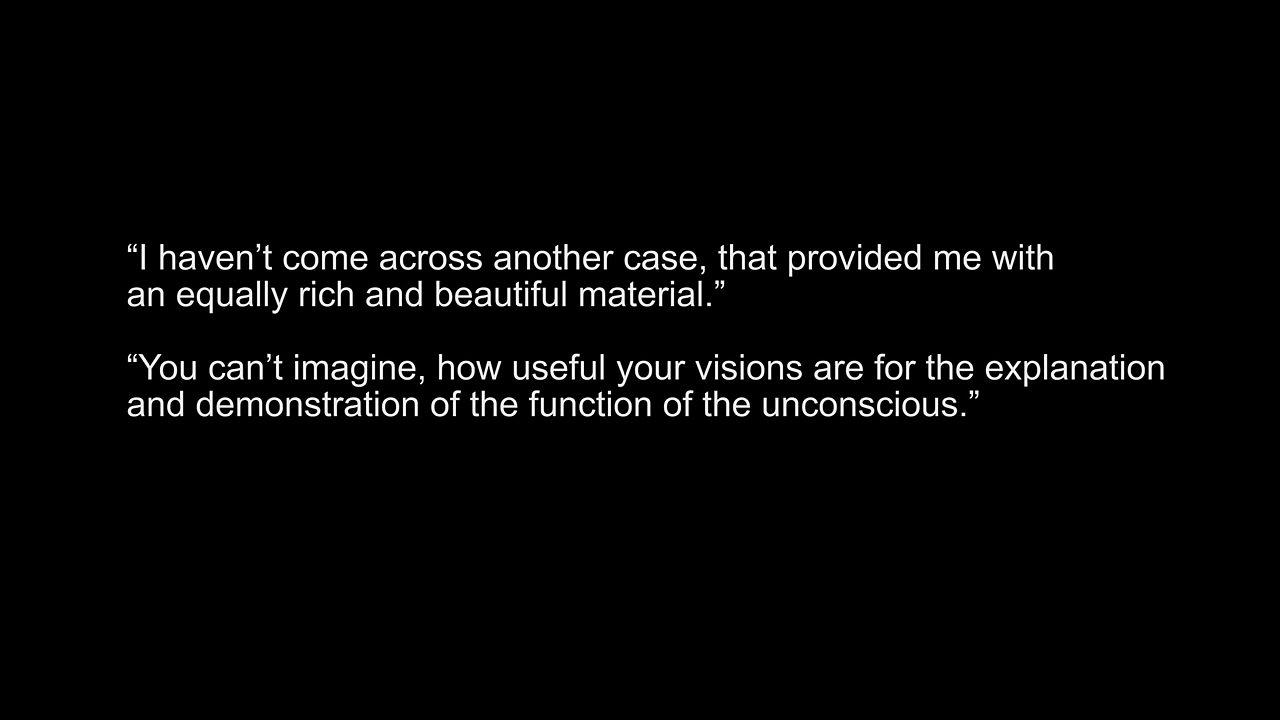 “I haven’t come across another case, that provided me with
an equally rich and beautiful material.”
“You can’t imagine, how useful your visions are for the explanation
and demonstration of the function of the unconscious.”